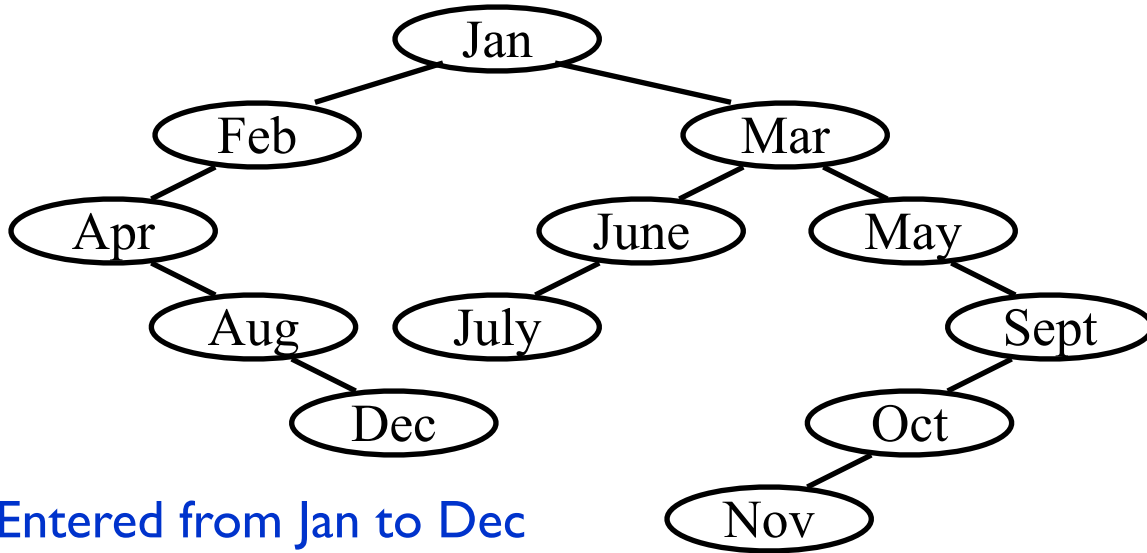 Jan
Feb Mar
Apr June May
Aug July Sept
Dec Oct
Entered from Jan to Dec Nov